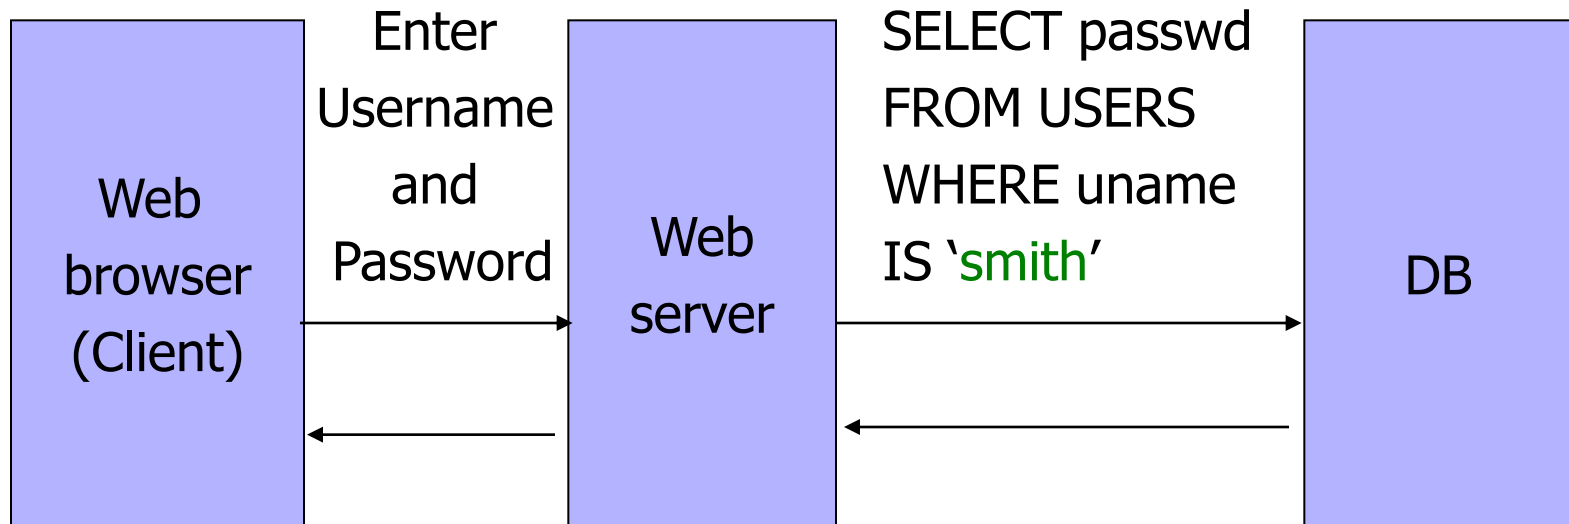 Web
browser
(Client)
Enter
Username
and
Password
Web
server
SELECT passwd
FROM USERS
WHERE uname
IS ‘smith’
DB